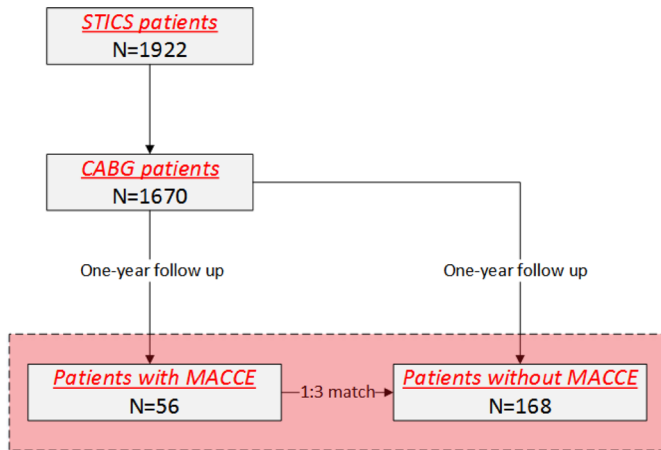 STICS patients
N=1922
CABG patients
N=1670
One-year follow up
One-year follow up
Patients with MACCE
N=56
1:3 match
Patients without MACCE
N=168